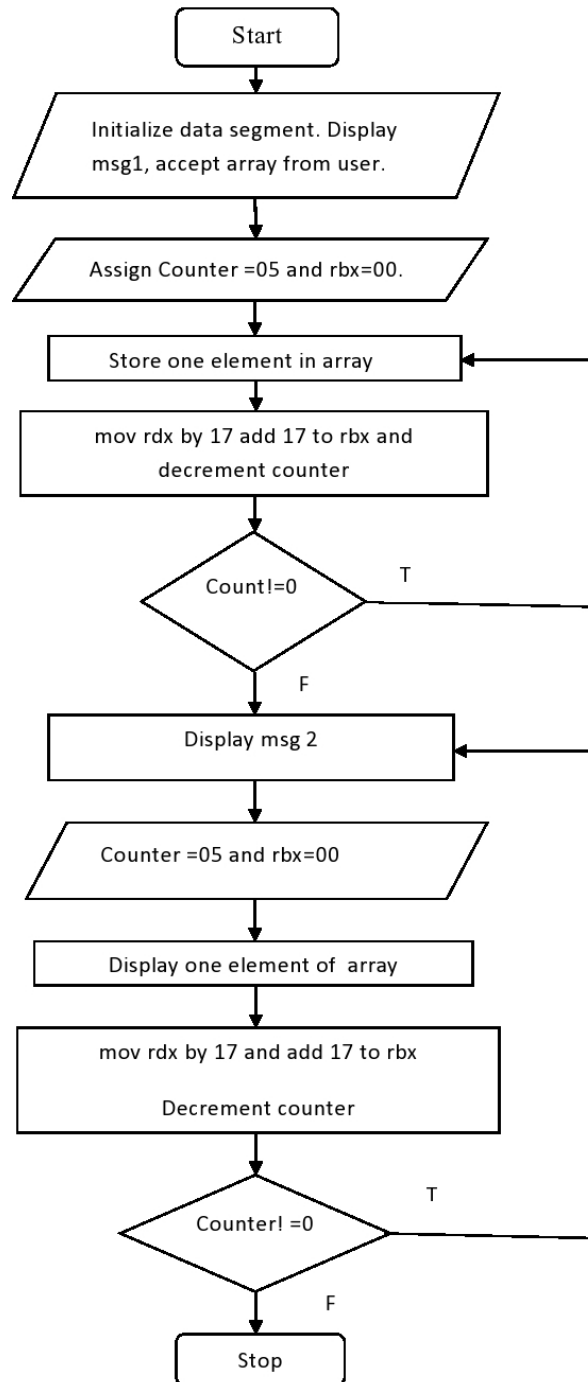 Start
Initialize data segment. Display
msg1, accept array from user.
Assign Counter =05 and rbx=00.
Store one element in array
mov rdx by 17 add 17 to rbx and
decrement counter
Count!=0
T
F
Display msg 2
Counter =05 and rbx=00
Display one element of array
mov rdx by 17 and add 17 to rbx
Decrement counter
T
Counter! =0
F
Stop